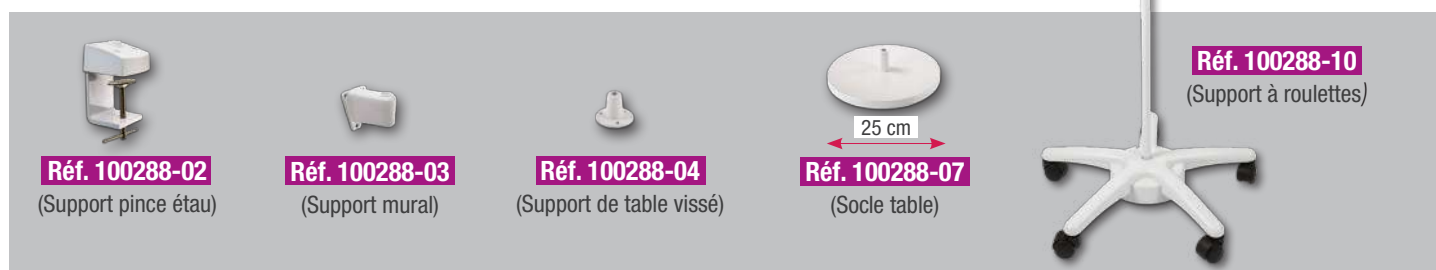 Réf. 100288-02
(Support pince étau)
Réf. 100288-03
(Support mural)
Réf. 100288-04
(Support de table vissé)
25 cm
Réf. 100288-07
(Socle table)
Réf. 100288-10
(Support à roulettes)